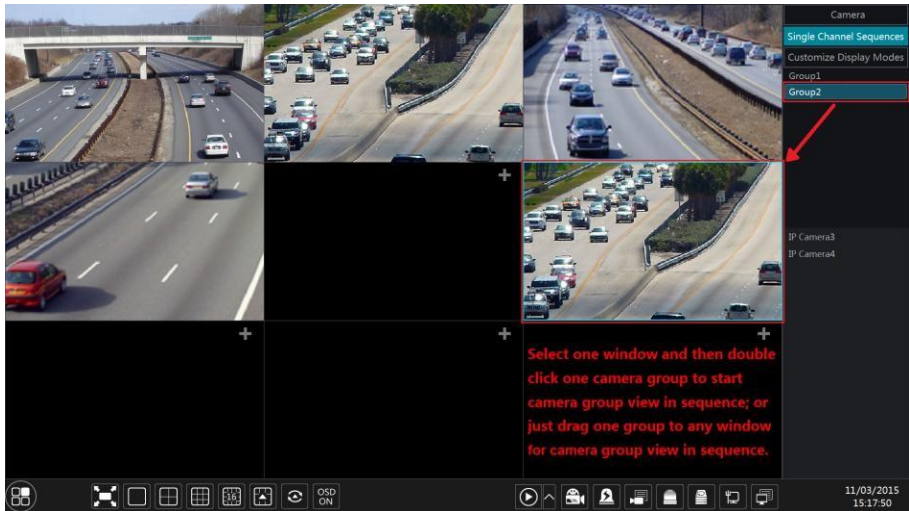 Camera
Single Channel Sequences
Customize Display Modes
Group1
Group2
IP Camera3
IP Camera4
Select one window and then double
click one camera group to start
camera group view in sequence; or
just drag one group to any window
for camera group view in sequence.
16
OSD
ON
11/03/2015
15:17:50